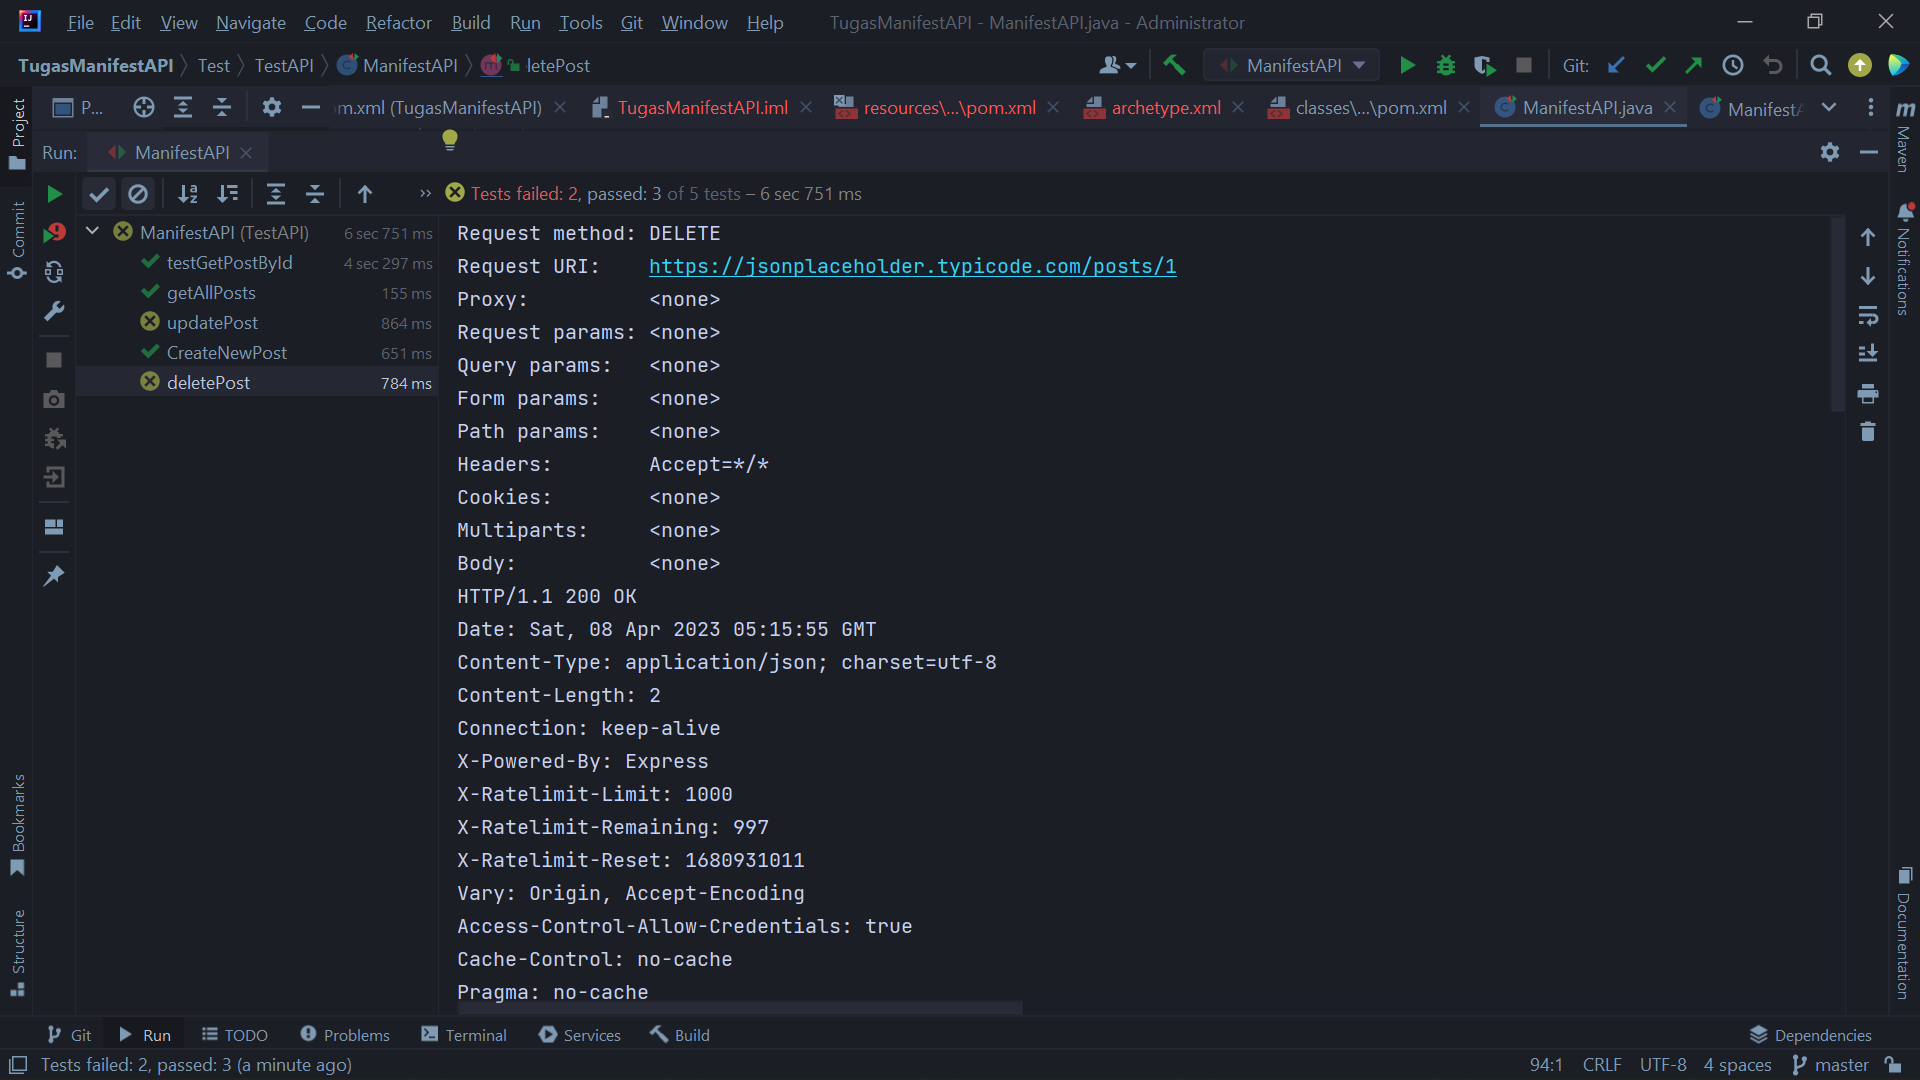 File Edit View Navigate Code Refactor Build Run Tools Git Window Help TugasManifestAPI - ManifestAPI.java - Administrator
TugasManifestAPI Test TestAPI ManifestAPI letePost ManifestAPI Git:
P... om.xml (TugasManifestAPI) TugasManifestAPI.iml resources\...\pom.xml archetype.xml classes\...\pom.xml ManifestAPI.java ManifestA
Run: ManifestAPI
Tests failed: 2, passed: 3 of 5 tests – 6 sec 751 ms
ManifestAPI (TestAPI) 6 sec 751 ms
testGetPostById 4 sec 297 ms
getAllPosts 155 ms
updatePost 864 ms
CreateNewPost 651 ms
deletePost 784 ms
Request method: DELETE
Request URI: https://jsonplaceholder.typicode.com/posts/1
Proxy: <none>
Request params: <none>
Query params: <none>
Form params: <none>
Path params: <none>
Headers: Accept=*/*
Cookies: <none>
Multiparts: <none>
Body: <none>
HTTP/1.1 200 OK
Date: Sat, 08 Apr 2023 05:15:55 GMT
Content-Type: application/json; charset=utf-8
Content-Length: 2
Connection: keep-alive
X-Powered-By: Express
X-Ratelimit-Limit: 1000
X-Ratelimit-Remaining: 997
X-Ratelimit-Reset: 1680931011
Vary: Origin, Accept-Encoding
Access-Control-Allow-Credentials: true
Cache-Control: no-cache
Pragma: no-cache
Project
Commit
Bookmarks
Structure
Maven
Notifications
Documentation
Git Run TODO Problems Terminal Services Build Dependencies
Tests failed: 2, passed: 3 (a minute ago) 94:1 CRLF UTF-8 4 spaces master